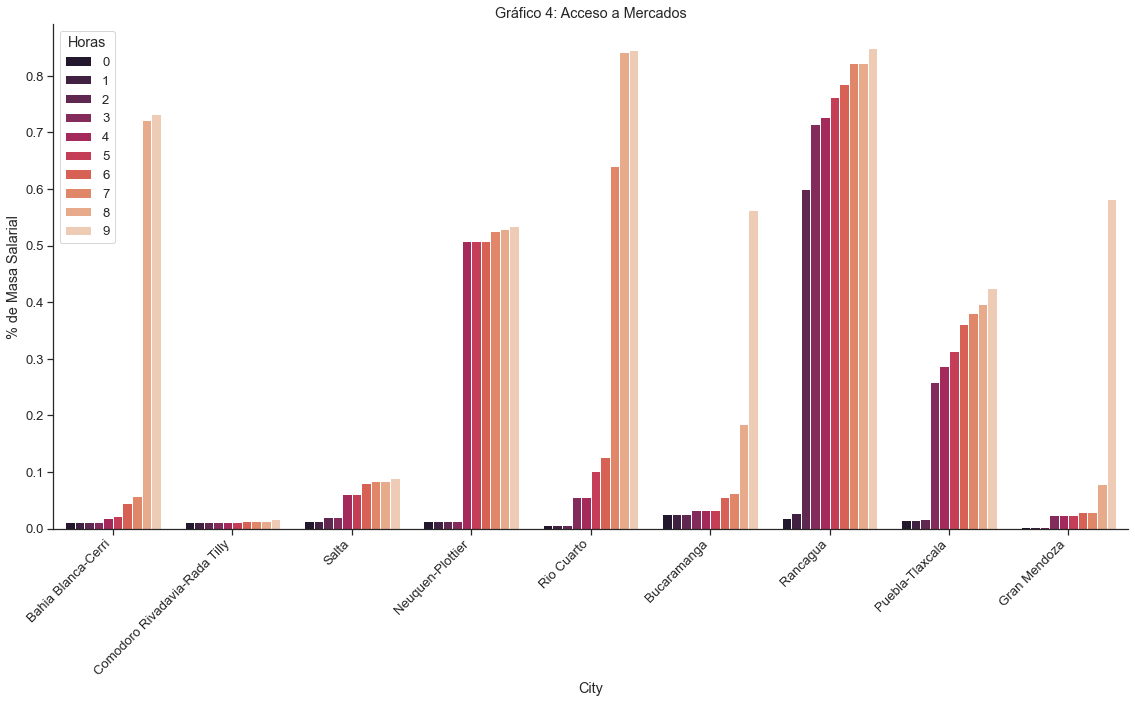 Gráfico 4: Acceso a Mercados
Horas
0
1
2
3
4
5
6
7
8
9
% de Masa Salarial
0.8
0.7
0.6
0.5
0.4
0.3
0.2
0.1
0.0
Bahia Blanca-Cerri
Comodoro Rivadavia-Rada Tilly
Salta
Neuquen-Plottier
Rio Cuarto
Bucaramanga
Rancagua
Puebla-Tlaxcala
Gran Mendoza
City